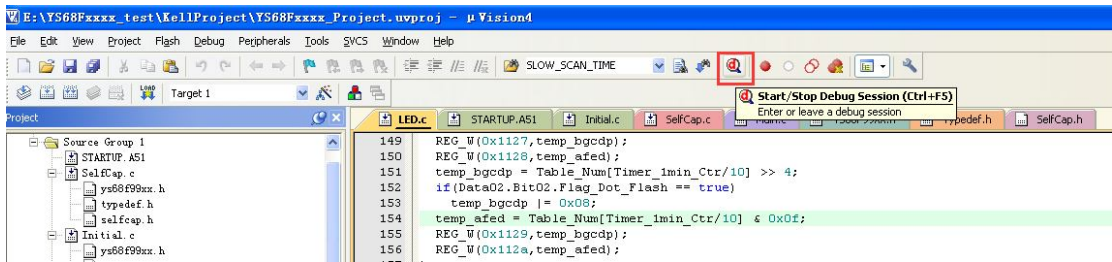 E:\YS68Fxxxx_test\KellProject\YS68Fxxxx_Project.uvproj - µVision4
File Edit View Project Flash Debug Peripherals Tools SVCS Window Help
SLOW_SCAN_TIME
LOAD Target 1
Start/Stop Debug Session (Ctrl+F5)
Enter or leave a debug session
Project
LED.c STARTUP.A51 Initial.c SelfCap.c Typedef.h SelfCap.h
Source Group 1
STARTUP.A51
SelfCap.c
ys68f99xx.h
typedef.h
selfcap.h
Initial.c
ys68f99xx.h
149 REG_W(0x1127,temp_bgcdp);
150 REG_W(0x1128,temp_afed);
151 temp_bgcdp = Table_Num[Timer_1min_Ctr/10] >> 4;
152 if(Data02.Bit02.Flag_Dot_Flash == true)
153 temp_bgcdp |= 0x08;
154 temp_afed = Table_Num[Timer_1min_Ctr/10] & 0x0f;
155 REG_W(0x1129,temp_bgcdp);
156 REG_W(0x112a,temp_afed);